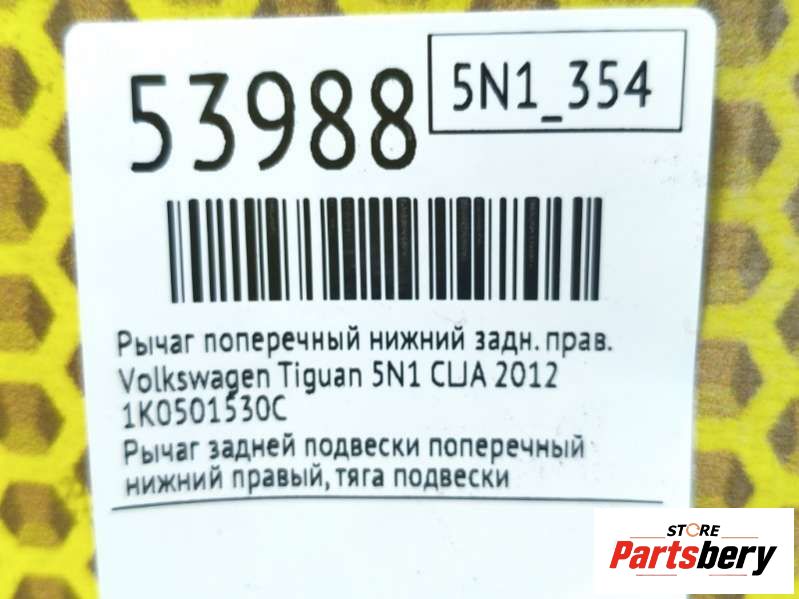 53988
5N1_354
Рычаг поперечный нижний задн. прав.
Volkswagen Tiguan 5N1 CIJA 2012
1K0501530C
Рычаг задней подвески поперечный
нижний правый, тяга подвески
STORE
Partsbery